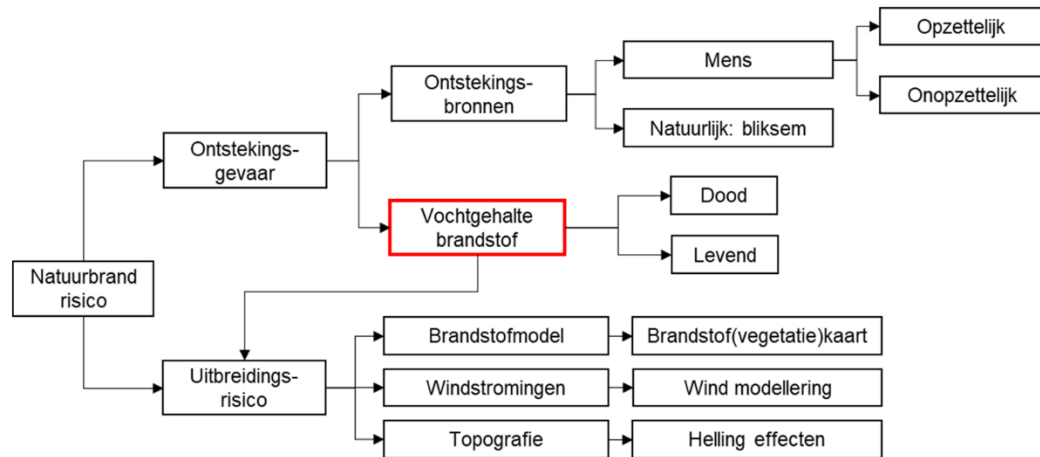 Opzettelijk
Mens
Ontstekings-
bronnen
Onopzettelijk
Natuurlijk: bliksem
Ontstekings-
gevaar
Dood
Vochtgehalte
brandstof
Levend
Natuurbrand
risico
Brandstofmodel
Brandstof(vegetatie)kaart
Uitbreidings-
risico
Windstromingen
Wind modellering
Topografie
Helling effecten